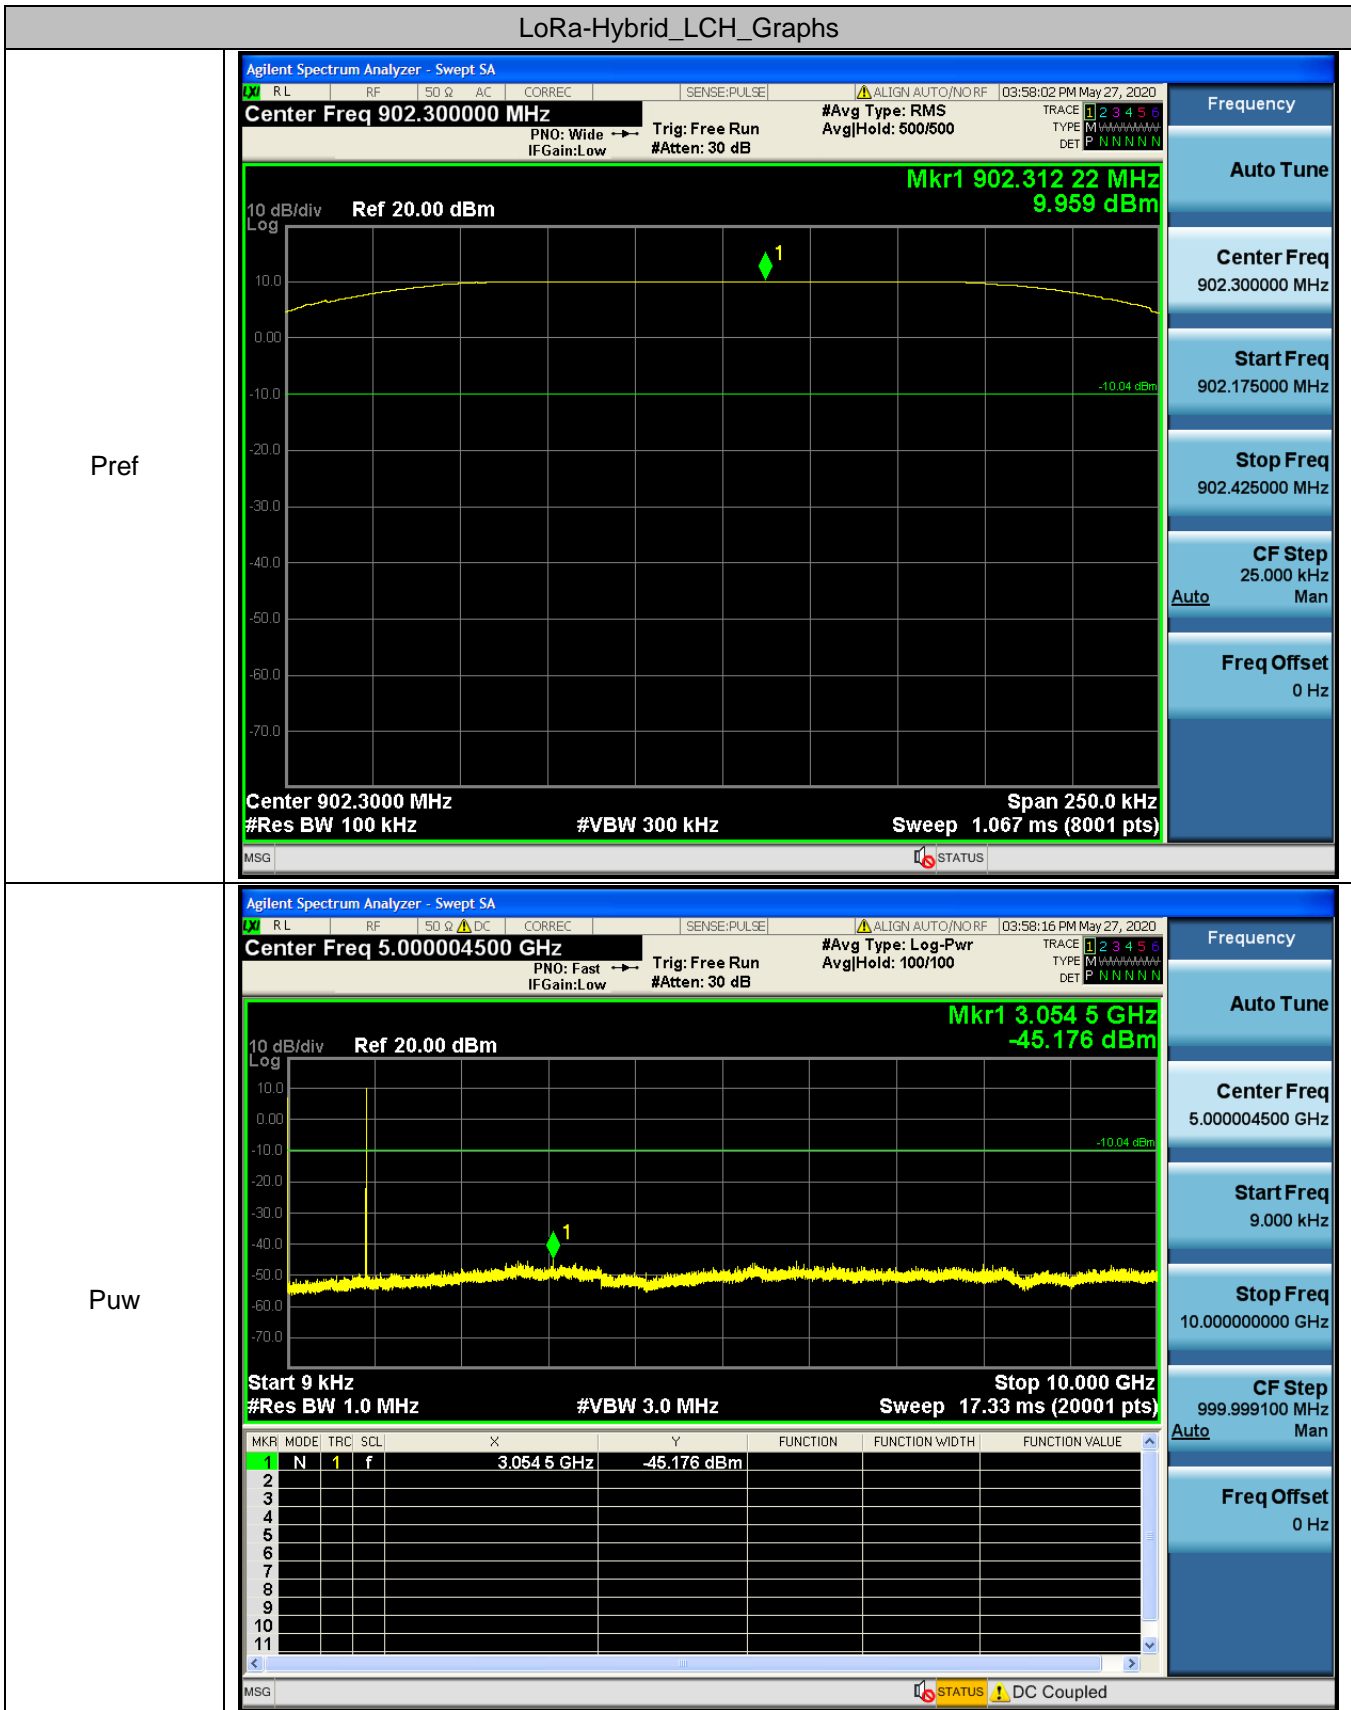 LoRa-Hybrid_LCH_Graphs
Pref
Agilent Spectrum Analyzer - Swept SA
LXI RL RF 50 Ω AC CORREC SENSE:PULSE ALIGN AUTO/NO RF 03:58:02 PM May 27, 2020
Center Freq 902.300000 MHz
#Avg Type: RMS
TRACE 1 2 3 4 5 6
PNO: Wide
Trig: Free Run
Avg|Hold: 500/500
TYPE M
IFGain:Low
#Atten: 30 dB
DET P N N N N N
Mkr1 902.312 22 MHz
9.959 dBm
10 dB/div
Ref 20.00 dBm
Log
1
10.0
0.00
-10.0
-10.04 dBm
-20.0
-30.0
-40.0
-50.0
-60.0
-70.0
Center 902.3000 MHz
Span 250.0 kHz
#Res BW 100 kHz
#VBW 300 kHz
Sweep 1.067 ms (8001 pts)
MSG
STATUS
Frequency
Auto Tune
Center Freq
902.300000 MHz
Start Freq
902.175000 MHz
Stop Freq
902.425000 MHz
CF Step
25.000 kHz
Auto Man
Freq Offset
0 Hz
Puw
Agilent Spectrum Analyzer - Swept SA
LXI RL RF 50 Ω DC CORREC SENSE:PULSE ALIGN AUTO/NO RF 03:58:16 PM May 27, 2020
Center Freq 5.000004500 GHz
#Avg Type: Log-Pwr
TRACE 1 2 3 4 5 6
PNO: Fast
Trig: Free Run
Avg|Hold: 100/100
TYPE M
IFGain:Low
#Atten: 30 dB
DET P N N N N N
Mkr1 3.054 5 GHz
-45.176 dBm
10 dB/div
Ref 20.00 dBm
Log
10.0
0.00
-10.0
-10.04 dBm
-20.0
-30.0
1
-40.0
-50.0
-60.0
-70.0
Start 9 kHz
Stop 10.000 GHz
#Res BW 1.0 MHz
#VBW 3.0 MHz
Sweep 17.33 ms (20001 pts)
MKR MODE TRC SCL X Y FUNCTION FUNCTION WIDTH FUNCTION VALUE
1 N 1 f 3.054 5 GHz -45.176 dBm
2
3
4
5
6
7
8
9
10
11
MSG
STATUS
DC Coupled
Frequency
Auto Tune
Center Freq
5.000004500 GHz
Start Freq
9.000 kHz
Stop Freq
10.000000000 GHz
CF Step
999.999100 MHz
Auto Man
Freq Offset
0 Hz